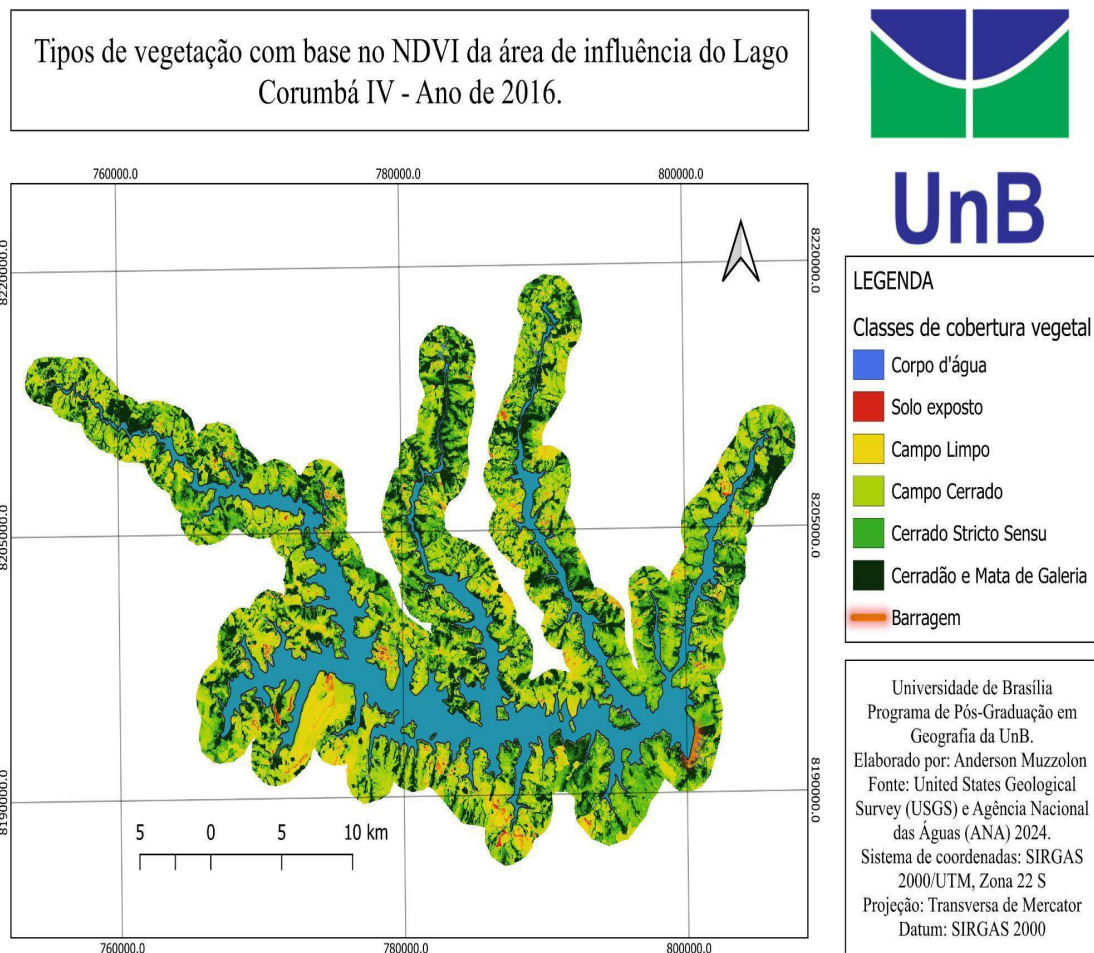 Tipos de vegetação com base no NDVI da área de influência do Lago
Corumbá IV - Ano de 2016.
UnB
760000.0
780000.0
800000.0
8220000.0
8220000.0
8205000.0
8205000.0
8190000.0
8190000.0
5 0 5 10 km
760000.0
780000.0
800000.0
LEGENDA
Classes de cobertura vegetal
Corpo d'água
Solo exposto
Campo Limpo
Campo Cerrado
Cerrado Stricto Sensu
Cerradão e Mata de Galeria
Barragem
Universidade de Brasília
Programa de Pós-Graduação em
Geografia da UnB.
Elaborado por: Anderson Muzzolon
Fonte: United States Geological
Survey (USGS) e Agência Nacional
das Águas (ANA) 2024.
Sistema de coordenadas: SIRGAS
2000/UTM, Zona 22 S
Projeção: Transversa de Mercator
Datum: SIRGAS 2000